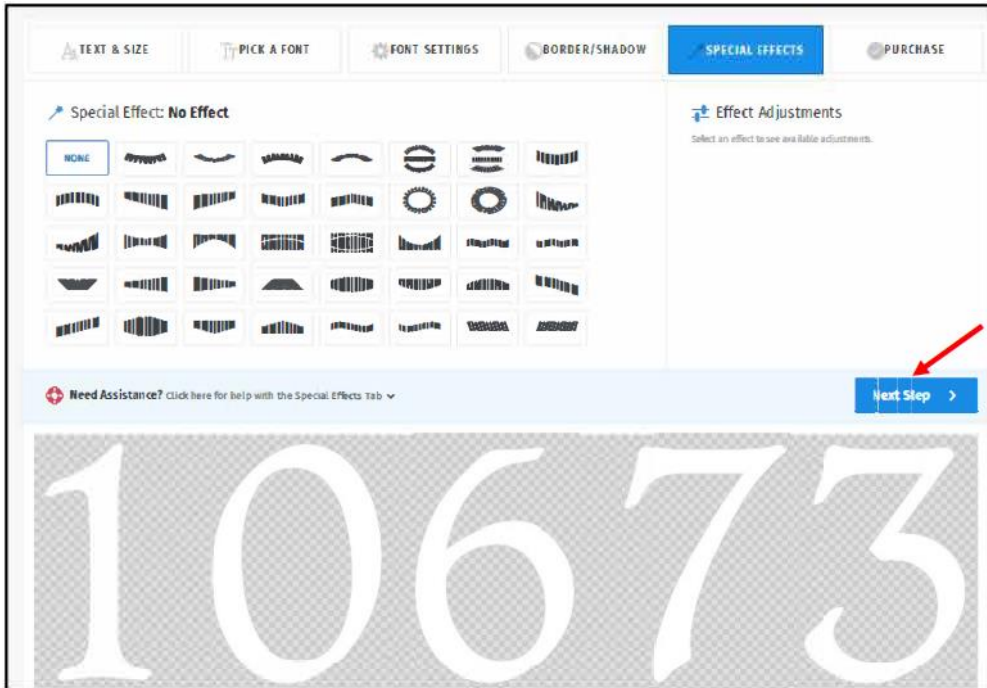 TEXT & SIZE
PICK A FONT
FONT SETTINGS
BORDER/SHADOW
SPECIAL EFFECTS
PURCHASE
Special Effect: No Effect
NONE
Effect Adjustments
Select an effect to see available adjustments.
Need Assistance? Click here for help with the Special Effects Tab
Next Step
10673